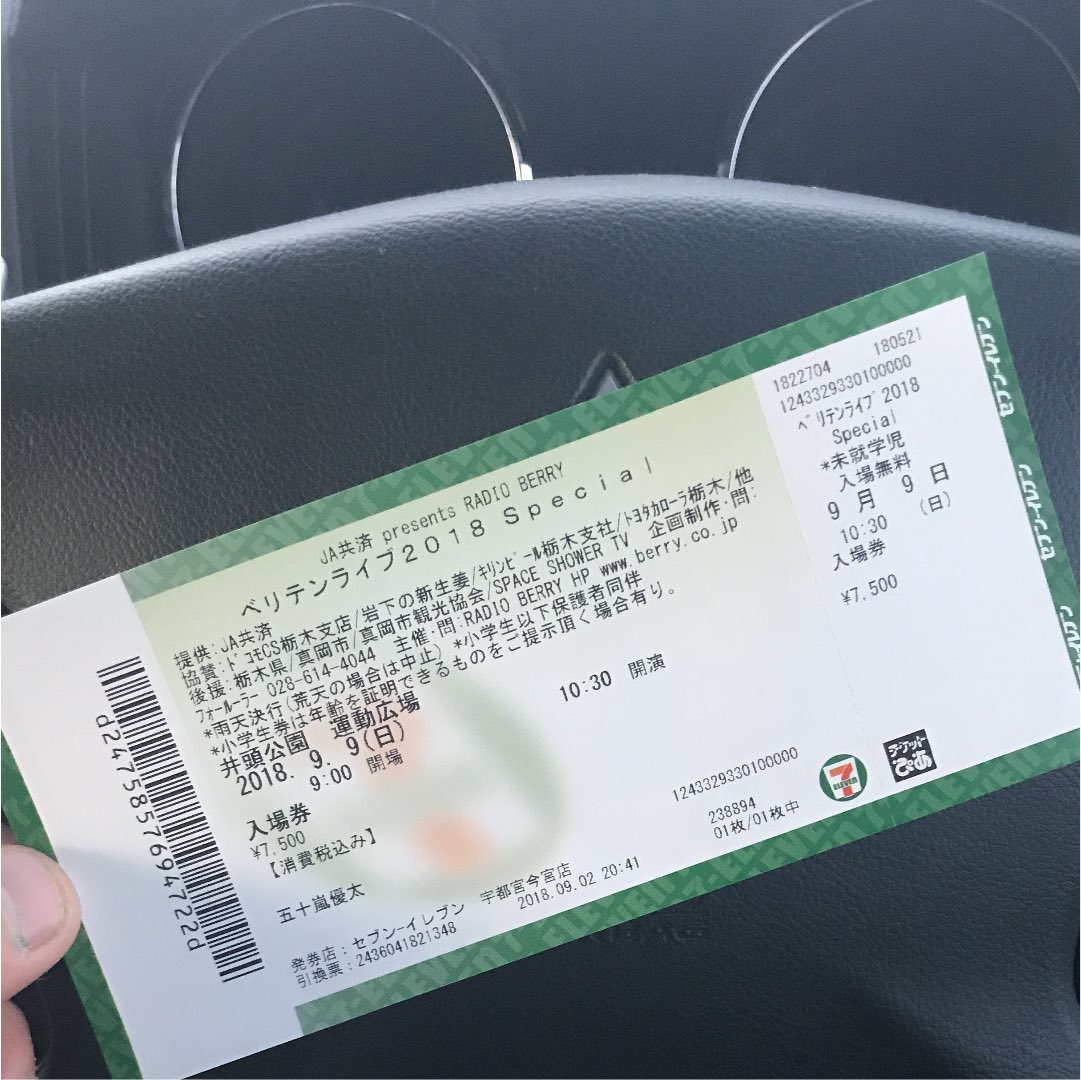 JA共済 presents RADIO BERRY
ベリテンライブ2018 Special
提供:JA共済
協賛:ﾄﾞｺﾓCS栃木支店/岩下の新生姜/ｷﾘﾝﾋﾞｰﾙ栃木支社/ﾄﾖﾀｶﾛｰﾗ栃木/他
後援:栃木県/真岡市/真岡市観光協会/SPACE SHOWER TV 企画制作･問:
ﾌｫｰﾙｰﾗｰ 028-614-4044 主催･問:RADIO BERRY HP www.berry.co.jp
*雨天決行(荒天の場合は中止) *小学生以下保護者同伴
*小学生券は年齢を証明できるものをご提示頂く場合有り。
井頭公園 運動広場
2018. 9. 9(日)
9:00 開場 10:30 開演
入場券
¥7,500
【消費税込み】
1243329330100000
238894
01枚/01枚中
五十嵐優太
発券店:セブン-イレブン 宇都宮今宮店
引換票:2436041821348 2018.09.02 20:41
d24758576947722d
7
ELEVEN
チケット
ぴあ
1822704 180521
1243329330100000
ﾍﾞﾘﾃﾝﾗｲﾌﾞ2018
Special
*未就学児
入場無料
9月 9日
10:30 (日)
入場券
¥7,500